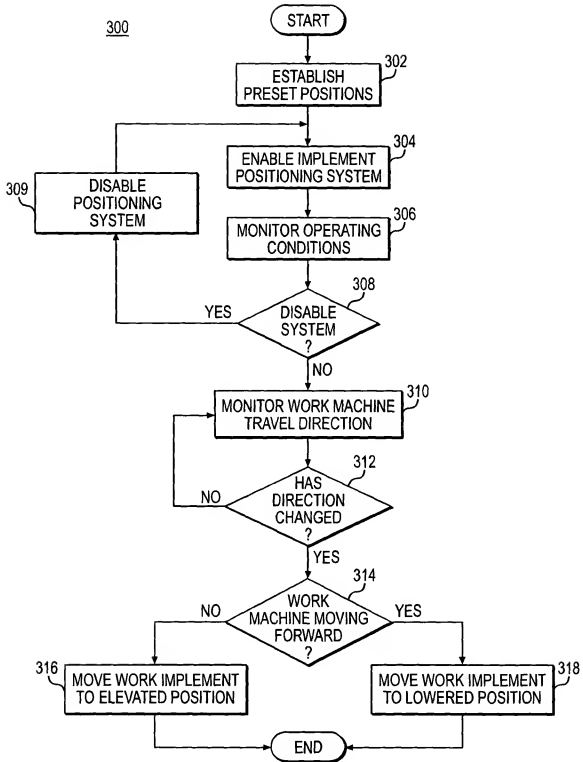 300
START
302
ESTABLISH
PRESET POSITIONS
304
ENABLE IMPLEMENT
POSITIONING SYSTEM
309
DISABLE
POSITIONING
SYSTEM
306
MONITOR OPERATING
CONDITIONS
308
YES
DISABLE
SYSTEM
?
NO
310
MONITOR WORK MACHINE
TRAVEL DIRECTION
312
NO
HAS
DIRECTION
CHANGED
?
YES
314
NO
WORK
MACHINE MOVING
FORWARD
?
YES
316
MOVE WORK IMPLEMENT
TO ELEVATED POSITION
MOVE WORK IMPLEMENT
TO LOWERED POSITION
318
END